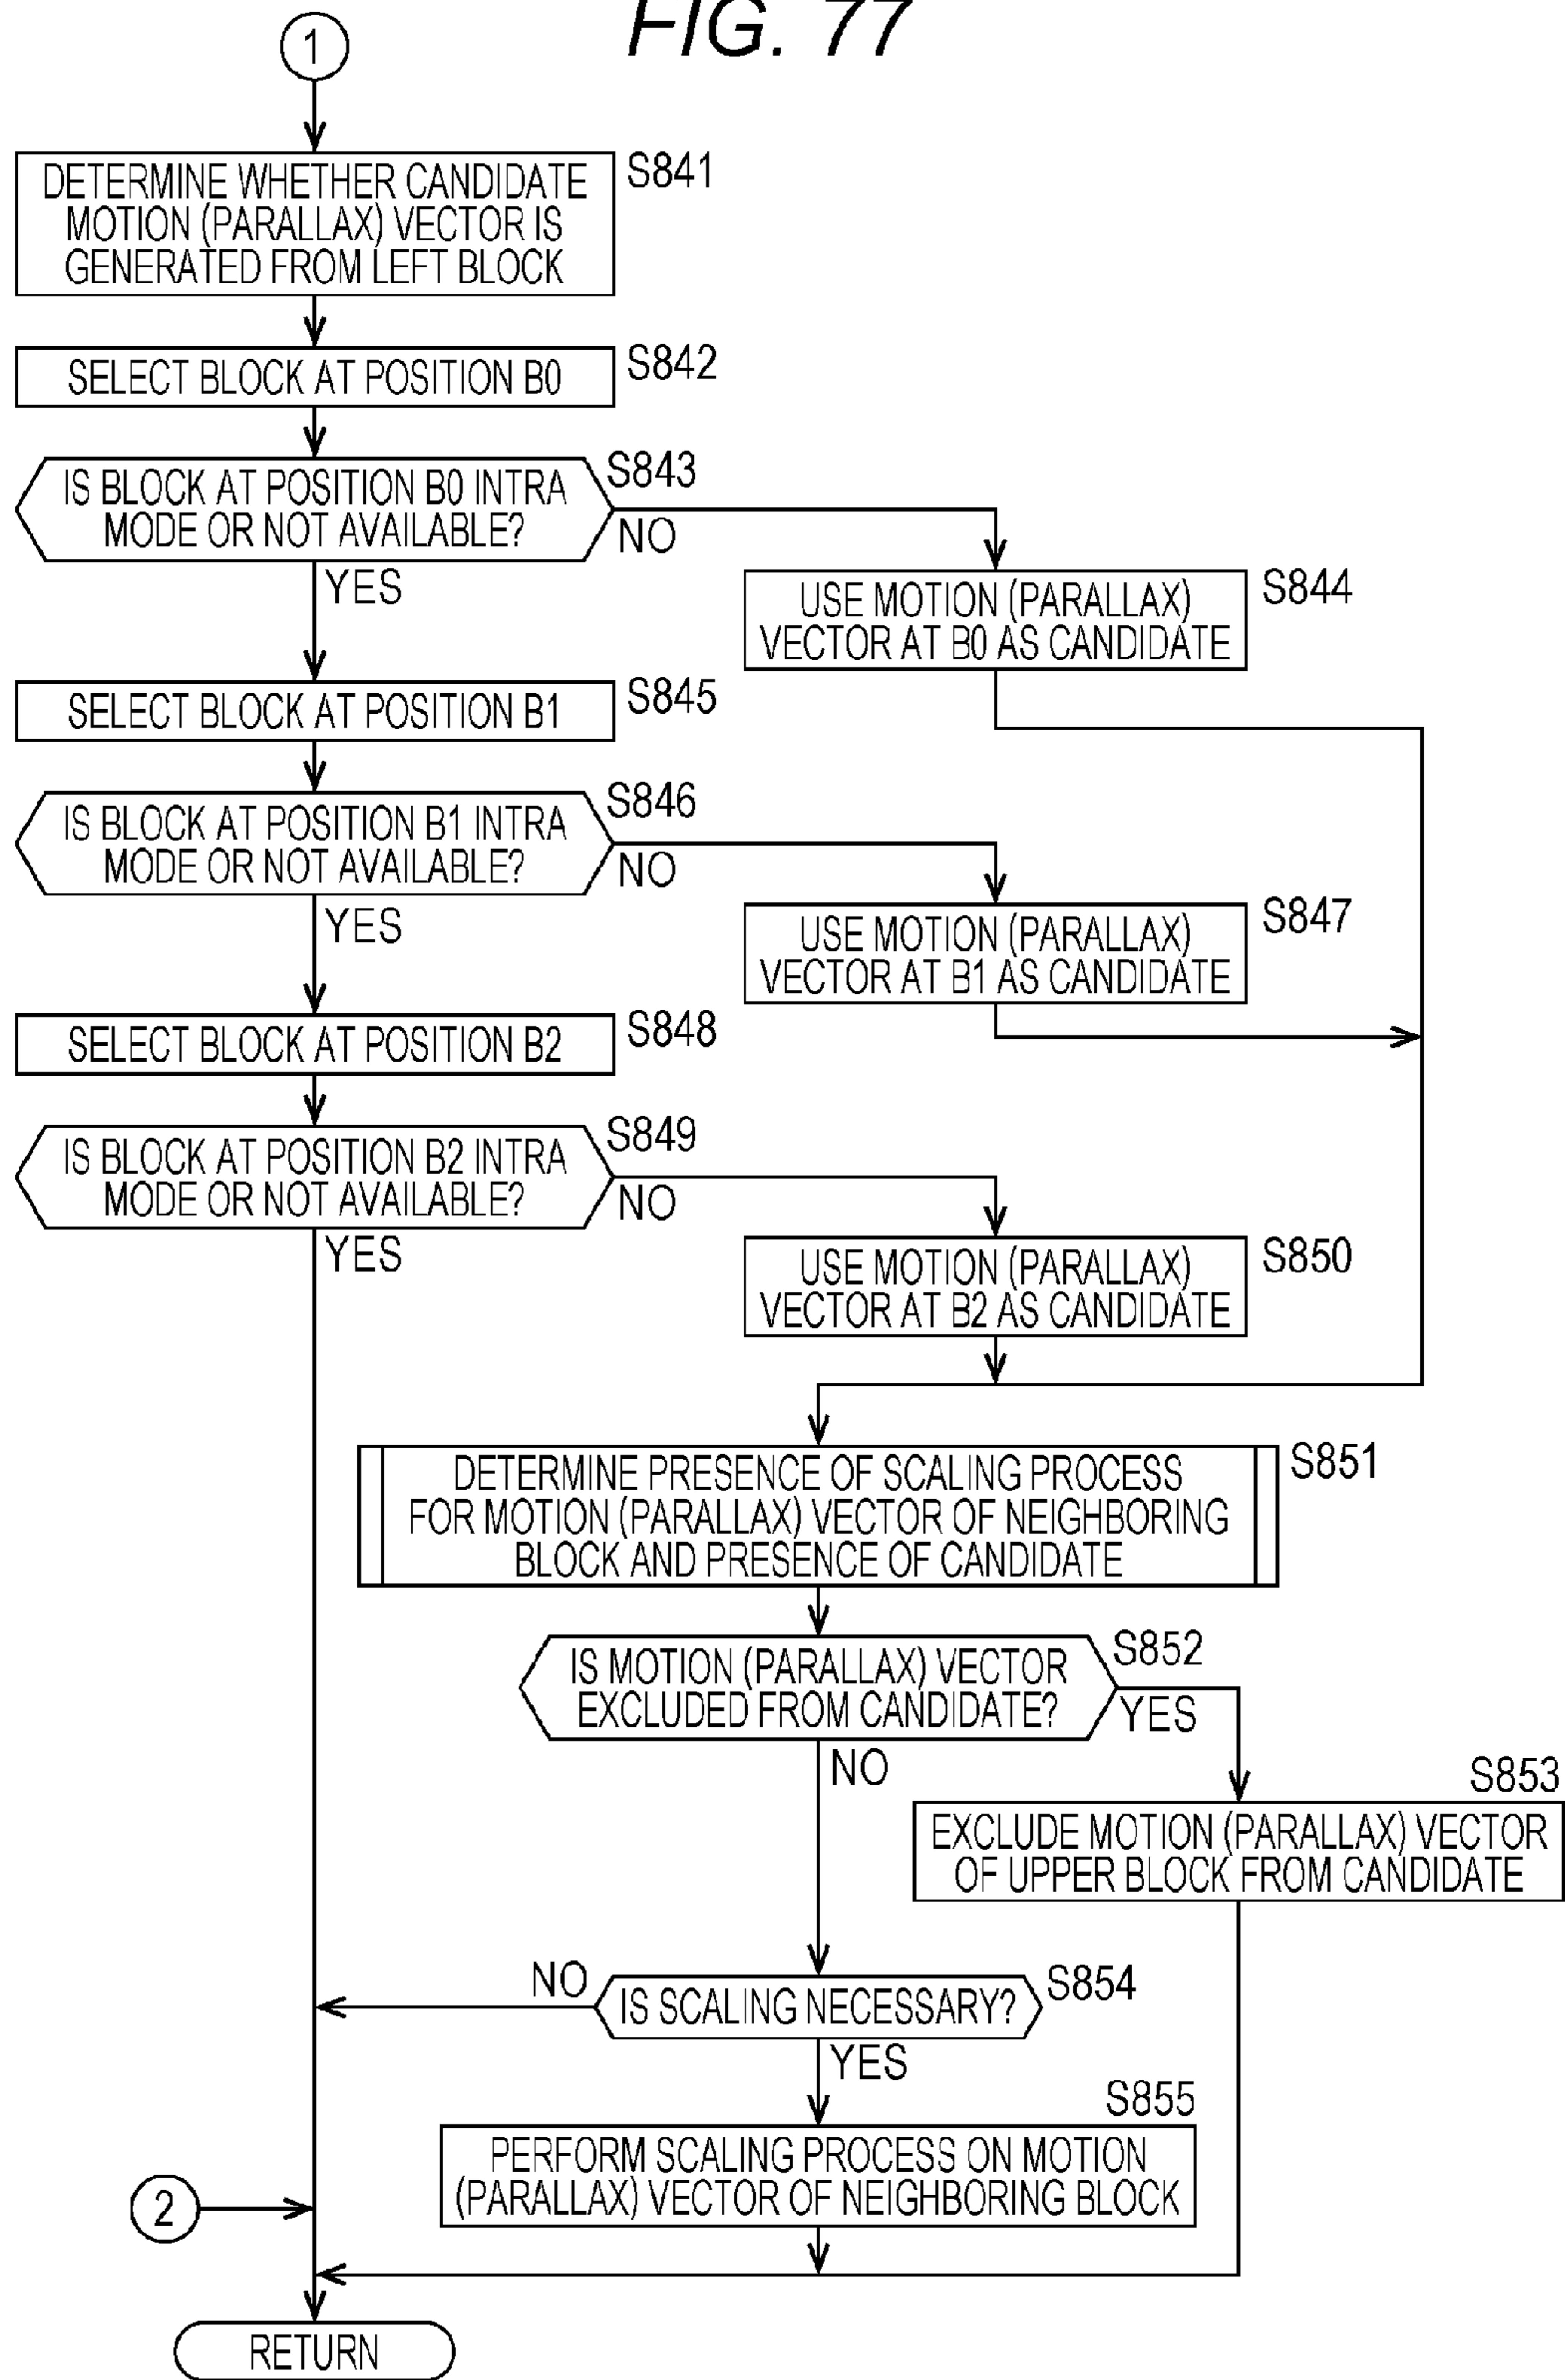 FIG. 77
1
DETERMINE WHETHER CANDIDATE
MOTION (PARALLAX) VECTOR IS
GENERATED FROM LEFT BLOCK
S841
SELECT BLOCK AT POSITION B0
S842
IS BLOCK AT POSITION B0 INTRA
MODE OR NOT AVAILABLE?
S843
NO
YES
USE MOTION (PARALLAX)
VECTOR AT B0 AS CANDIDATE
S844
SELECT BLOCK AT POSITION B1
S845
IS BLOCK AT POSITION B1 INTRA
MODE OR NOT AVAILABLE?
S846
NO
YES
USE MOTION (PARALLAX)
VECTOR AT B1 AS CANDIDATE
S847
SELECT BLOCK AT POSITION B2
S848
IS BLOCK AT POSITION B2 INTRA
MODE OR NOT AVAILABLE?
S849
NO
YES
USE MOTION (PARALLAX)
VECTOR AT B2 AS CANDIDATE
S850
DETERMINE PRESENCE OF SCALING PROCESS
FOR MOTION (PARALLAX) VECTOR OF NEIGHBORING
BLOCK AND PRESENCE OF CANDIDATE
S851
IS MOTION (PARALLAX) VECTOR
EXCLUDED FROM CANDIDATE?
S852
YES
NO
S853
EXCLUDE MOTION (PARALLAX) VECTOR
OF UPPER BLOCK FROM CANDIDATE
NO
IS SCALING NECESSARY?
S854
YES
S855
PERFORM SCALING PROCESS ON MOTION
(PARALLAX) VECTOR OF NEIGHBORING BLOCK
2
RETURN